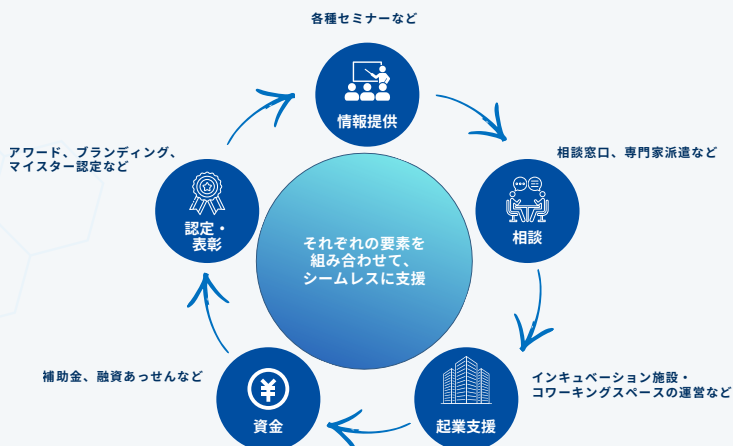 各種セミナーなど
情報提供
相談窓口、専門家派遣など
相談
インキュベーション施設・
コワーキングスペースの運営など
起業支援
補助金、融資あっせんなど
資金
アワード、ブランディング、
マイスター認定など
認定・
表彰
それぞれの要素を
組み合わせて、
シームレスに支援